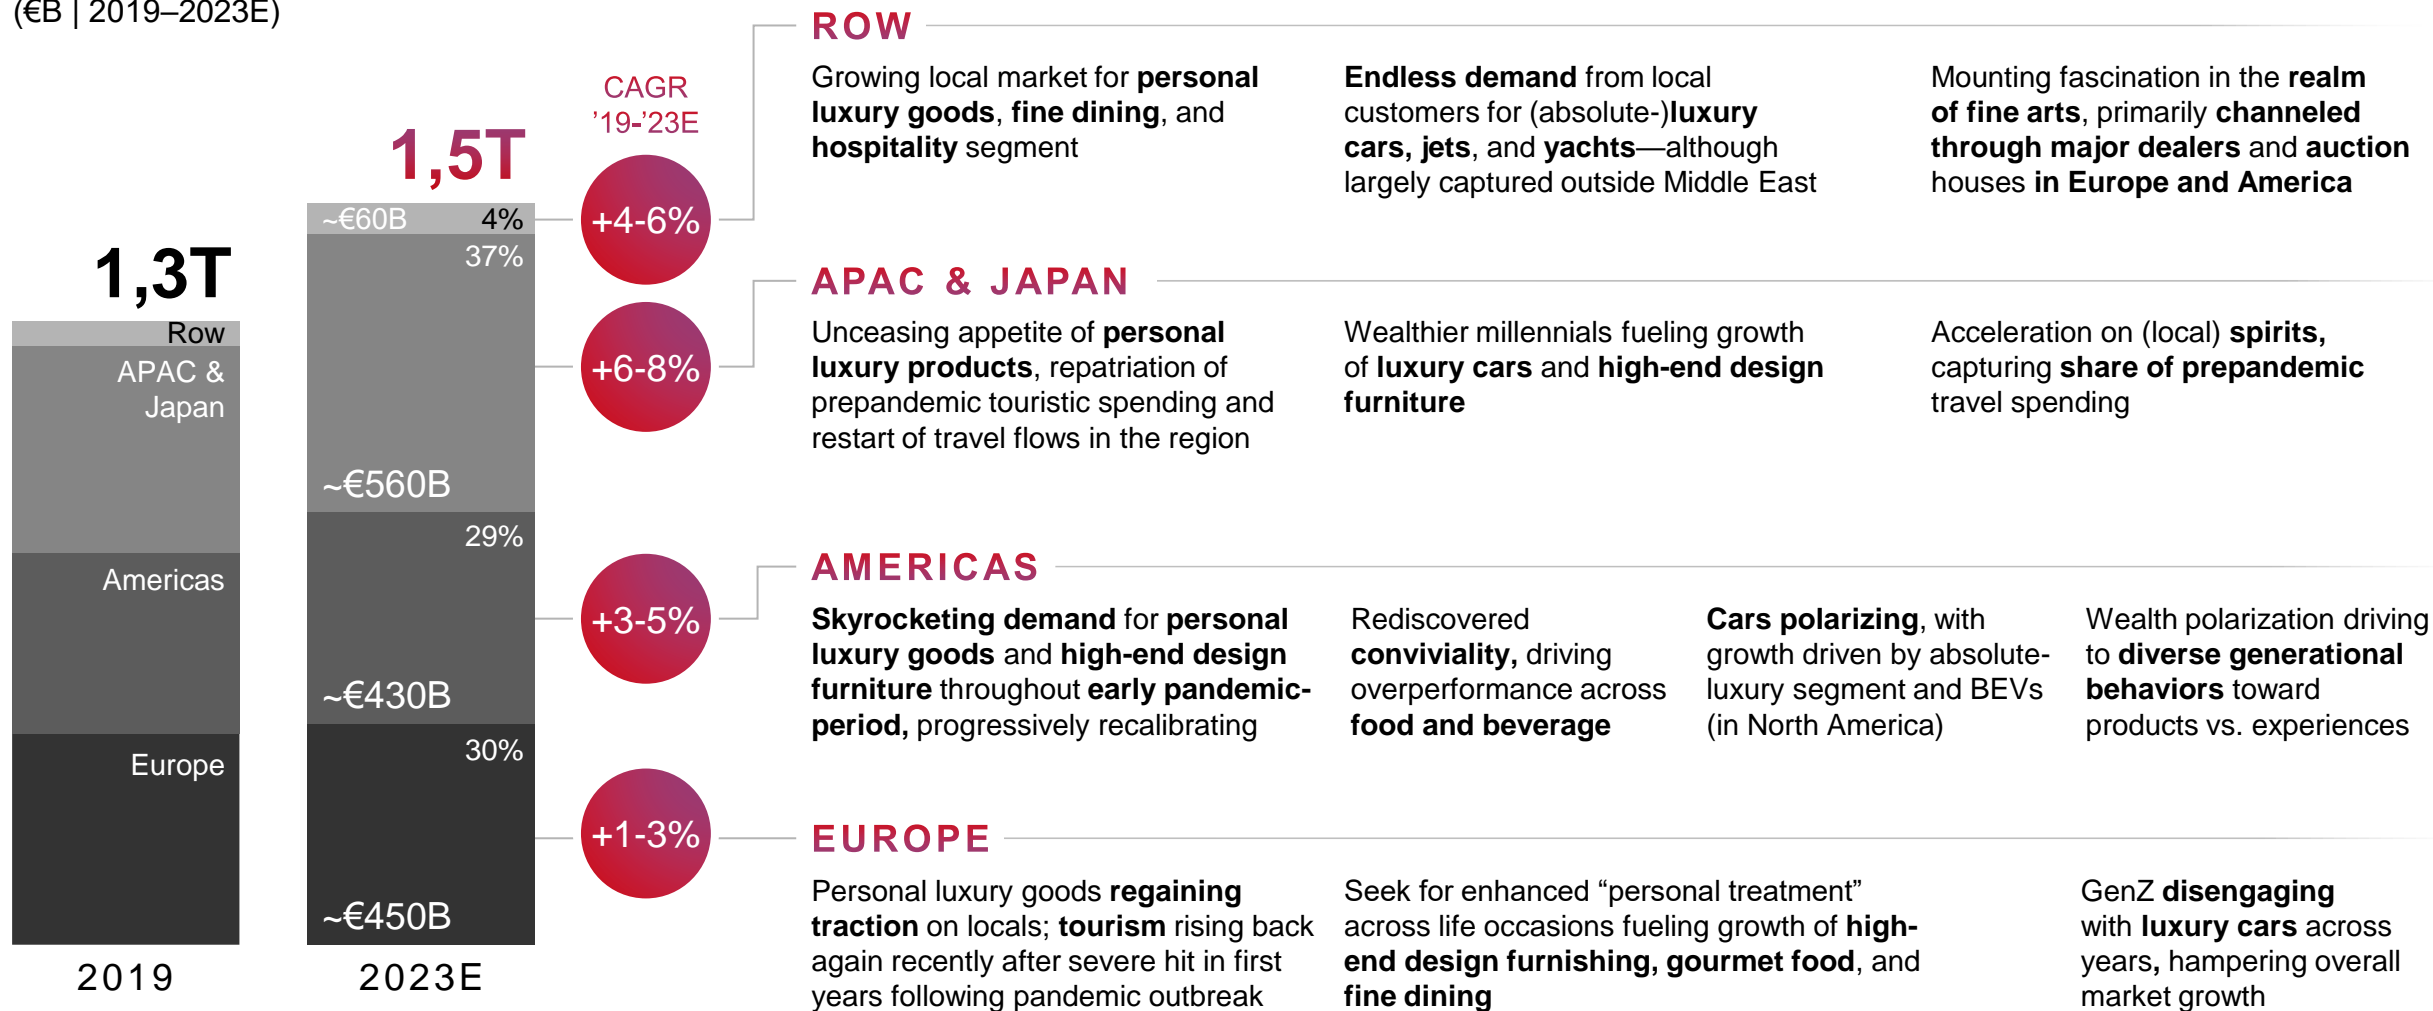 (€B | 2019–2023E)
1,3T
Row
APAC &
Japan
Americas
Europe
2019
1,5T
~€60B 4%
37%
~€560B
29%
~€430B
30%
~€450B
2023E
CAGR
’19-’23E
+4-6%
+6-8%
+3-5%
+1-3%
ROW
Growing local market for personal
luxury goods, fine dining, and
hospitality segment
Endless demand from local
customers for (absolute-)luxury
cars, jets, and yachts—although
largely captured outside Middle East
Mounting fascination in the realm
of fine arts, primarily channeled
through major dealers and auction
houses in Europe and America
APAC & JAPAN
Unceasing appetite of personal
luxury products, repatriation of
prepandemic touristic spending and
restart of travel flows in the region
Wealthier millennials fueling growth
of luxury cars and high-end design
furniture
Acceleration on (local) spirits,
capturing share of prepandemic
travel spending
AMERICAS
Skyrocketing demand for personal
luxury goods and high-end design
furniture throughout early pandemic-
period, progressively recalibrating
Rediscovered
conviviality, driving
overperformance across
food and beverage
Cars polarizing, with
growth driven by absolute-
luxury segment and BEVs
(in North America)
Wealth polarization driving
to diverse generational
behaviors toward
products vs. experiences
EUROPE
Personal luxury goods regaining
traction on locals; tourism rising back
again recently after severe hit in first
years following pandemic outbreak
Seek for enhanced “personal treatment”
across life occasions fueling growth of high-
end design furnishing, gourmet food, and
fine dining
GenZ disengaging
with luxury cars across
years, hampering overall
market growth